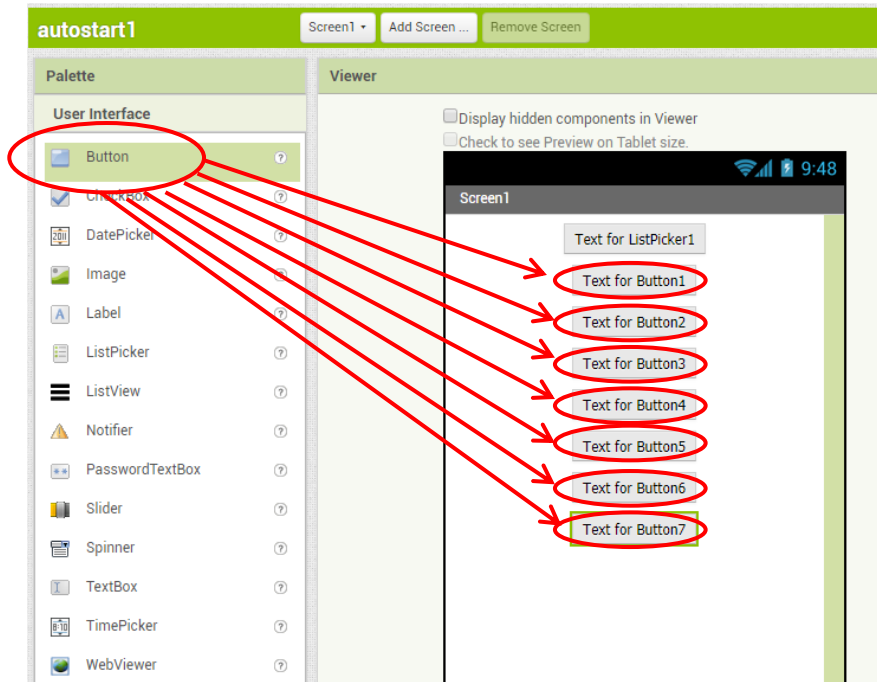 autostart1
Screen1
Add Screen ...
Remove Screen
Palette
Viewer
User Interface
Button
CheckBox
DatePicker
Image
Label
ListPicker
ListView
Notifier
PasswordTextBox
Slider
Spinner
TextBox
TimePicker
WebViewer
Display hidden components in Viewer
Check to see Preview on Tablet size.
9:48
Screen1
Text for ListPicker1
Text for Button1
Text for Button2
Text for Button3
Text for Button4
Text for Button5
Text for Button6
Text for Button7